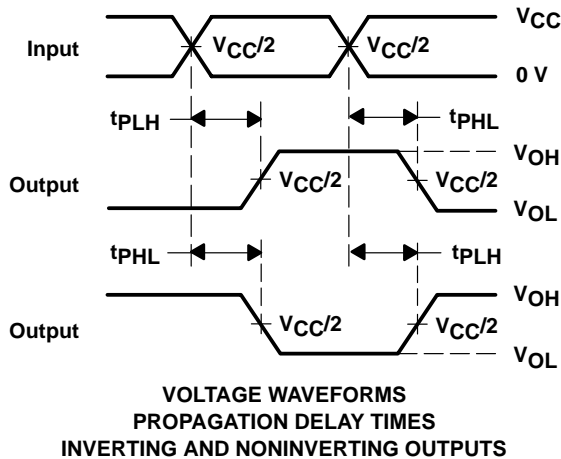 VCC
Input VCC/2 VCC/2
0 V
tPLH tPHL
VOH
Output VCC/2 VCC/2
VOL
tPHL tPLH
VOH
Output VCC/2 VCC/2
VOL
VOLTAGE WAVEFORMS
PROPAGATION DELAY TIMES
INVERTING AND NONINVERTING OUTPUTS